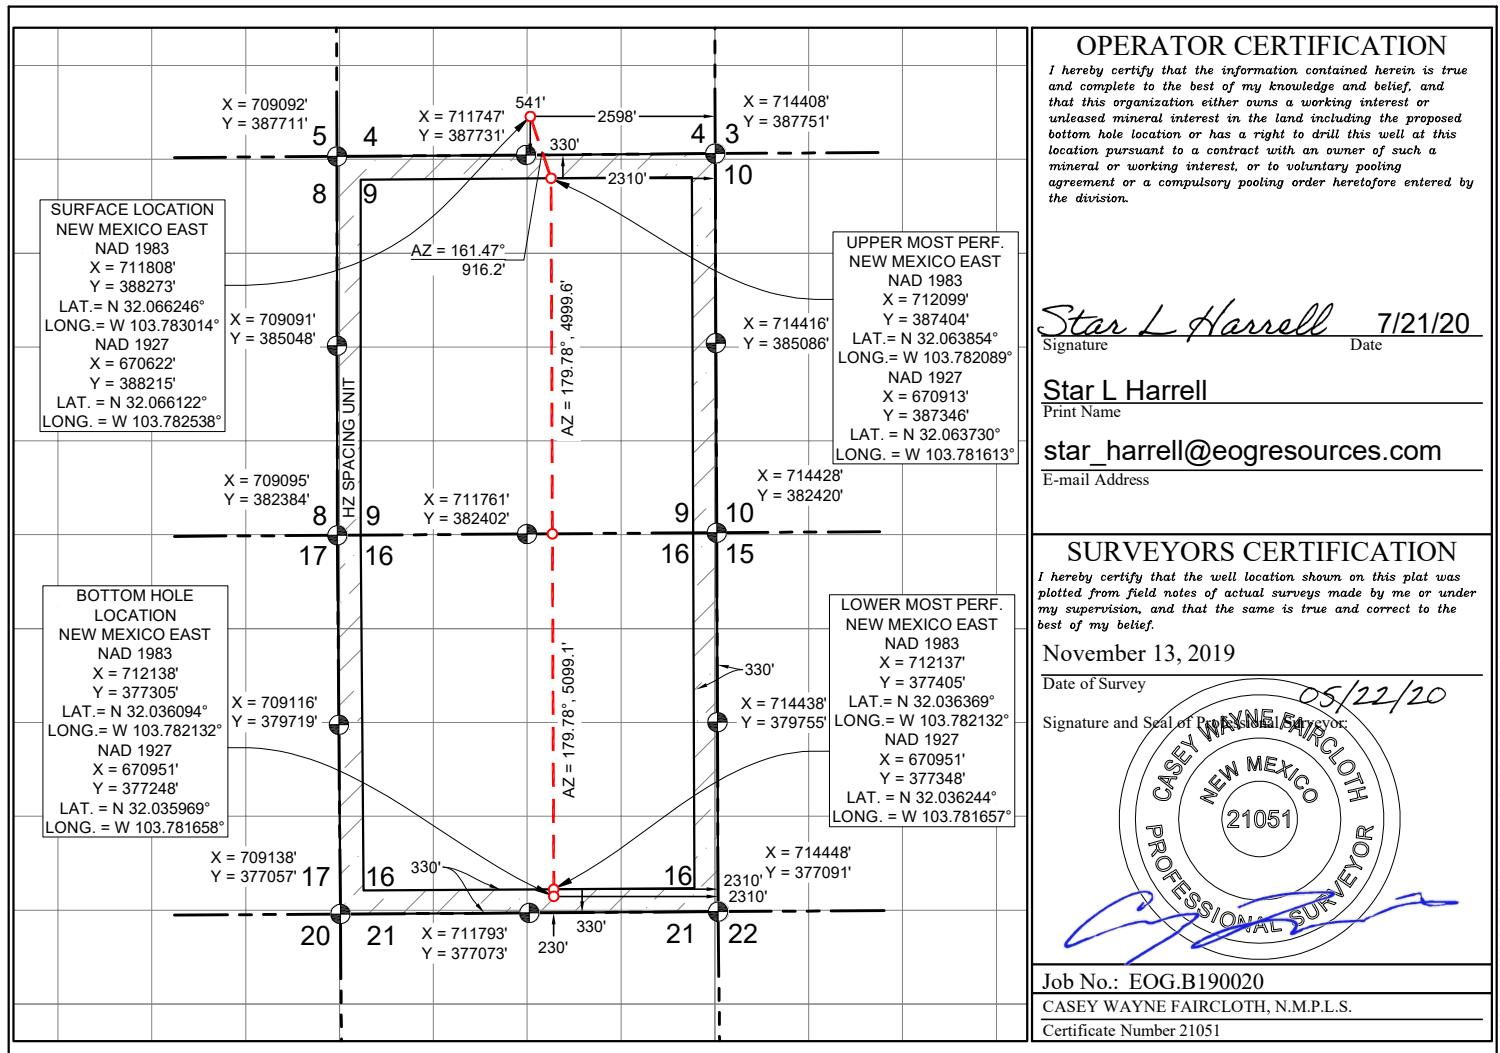 X = 709092'
Y = 387711'
X = 711747'
Y = 387731'
541'
2598'
X = 714408'
Y = 387751'
5 4
4 3
330'
8 9
2310'
10
SURFACE LOCATION
NEW MEXICO EAST
NAD 1983
X = 711808'
Y = 388273'
LAT.= N 32.066246°
LONG.= W 103.783014°
NAD 1927
X = 670622'
Y = 388215'
LAT. = N 32.066122°
LONG. = W 103.782538°
AZ = 161.47°
916.2'
UPPER MOST PERF.
NEW MEXICO EAST
NAD 1983
X = 712099'
Y = 387404'
LAT.= N 32.063854°
LONG.= W 103.782089°
NAD 1927
X = 670913'
Y = 387346'
LAT. = N 32.063730°
LONG. = W 103.781613°
X = 709091'
Y = 385048'
X = 714416'
Y = 385086'
AZ = 179.78°, 4999.6'
HZ SPACING UNIT
X = 709095'
Y = 382384'
X = 711761'
Y = 382402'
X = 714428'
Y = 382420'
8 9
9 10
17 16
16 15
BOTTOM HOLE
LOCATION
NEW MEXICO EAST
NAD 1983
X = 712138'
Y = 377305'
LAT.= N 32.036094°
LONG.= W 103.782132°
NAD 1927
X = 670951'
Y = 377248'
LAT. = N 32.035969°
LONG. = W 103.781658°
LOWER MOST PERF.
NEW MEXICO EAST
NAD 1983
X = 712137'
Y = 377405'
LAT.= N 32.036369°
LONG.= W 103.782132°
NAD 1927
X = 670951'
Y = 377348'
LAT. = N 32.036244°
LONG. = W 103.781657°
AZ = 179.78°, 5099.1'
330'
X = 709116'
Y = 379719'
X = 714438'
Y = 379755'
X = 709138'
Y = 377057'
X = 714448'
Y = 377091'
17 16
330'
16
2310'
2310'
20 21
X = 711793'
Y = 377073'
230'
330'
21 22
OPERATOR CERTIFICATION
I hereby certify that the information contained herein is true
and complete to the best of my knowledge and belief, and
that this organization either owns a working interest or
unleased mineral interest in the land including the proposed
bottom hole location or has a right to drill this well at this
location pursuant to a contract with an owner of such a
mineral or working interest, or to voluntary pooling
agreement or a compulsory pooling order heretofore entered by
the division.
Star L Harrell 7/21/20
Signature Date
Star L Harrell
Print Name
star_harrell@eogresources.com
E-mail Address
SURVEYORS CERTIFICATION
I hereby certify that the well location shown on this plat was
plotted from field notes of actual surveys made by me or under
my supervision, and that the same is true and correct to the
best of my belief.
November 13, 2019
Date of Survey
05/22/20
Signature and Seal of Professional Surveyor:
CASEY WAYNE FAIRCLOTH
NEW MEXICO
21051
PROFESSIONAL SURVEYOR
Job No.: EOG.B190020
CASEY WAYNE FAIRCLOTH, N.M.P.L.S.
Certificate Number 21051